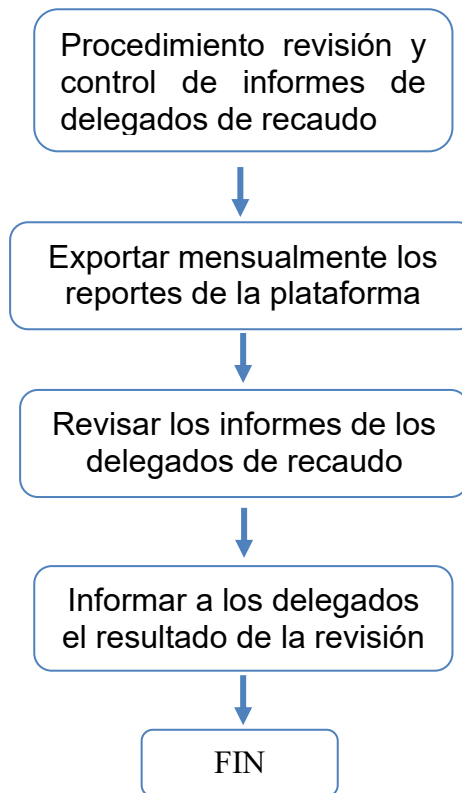 Procedimiento revisión y
control de informes de
delegados de recaudo
Exportar mensualmente los
reportes de la plataforma
Revisar los informes de los
delegados de recaudo
Informar a los delegados
el resultado de la revisión
FIN